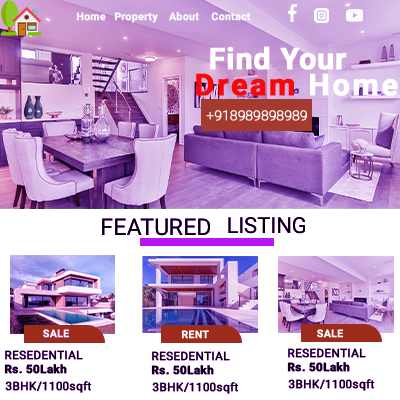 Home Property About Contact
Find Your
Dream Home
+918989898989
FEATURED LISTING
SALE
RESEDENTIAL
Rs. 50Lakh
3BHK/1100sqft
RENT
RESEDENTIAL
Rs. 50Lakh
3BHK/1100sqft
SALE
RESEDENTIAL
Rs. 50Lakh
3BHK/1100sqft